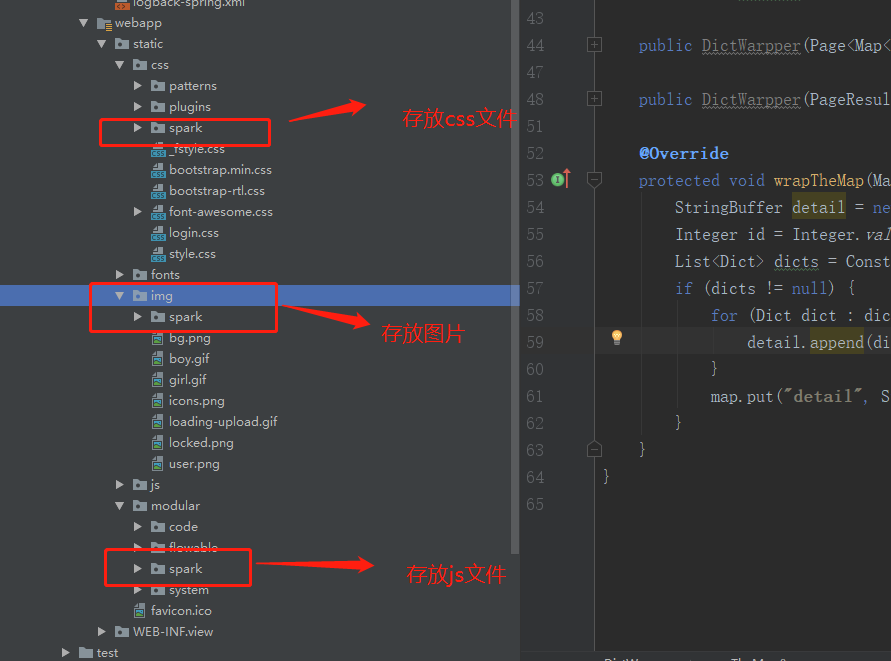 logback-spring.xml
webapp
static
css
patterns
plugins
spark
_fstyle.css
bootstrap.min.css
bootstrap-rtl.css
font-awesome.css
login.css
style.css
fonts
img
spark
bg.png
boy.gif
girl.gif
icons.png
loading-upload.gif
locked.png
user.png
js
modular
code
flowable
spark
system
favicon.ico
WEB-INF.view
test
存放css文件
存放图片
存放js文件
43
44 public DictWarpper(Page<Map<
47
48 public DictWarpper(PageResul
51
52 @Override
53 protected void wrapTheMap(Ma
54 StringBuffer detail = ne
55 Integer id = Integer.val
56 List<Dict> dicts = Const
57 if (dicts != null) {
58 for (Dict dict : dic
59 detail.append(di
60 }
61 map.put("detail", S
62 }
63 }
64 }
65